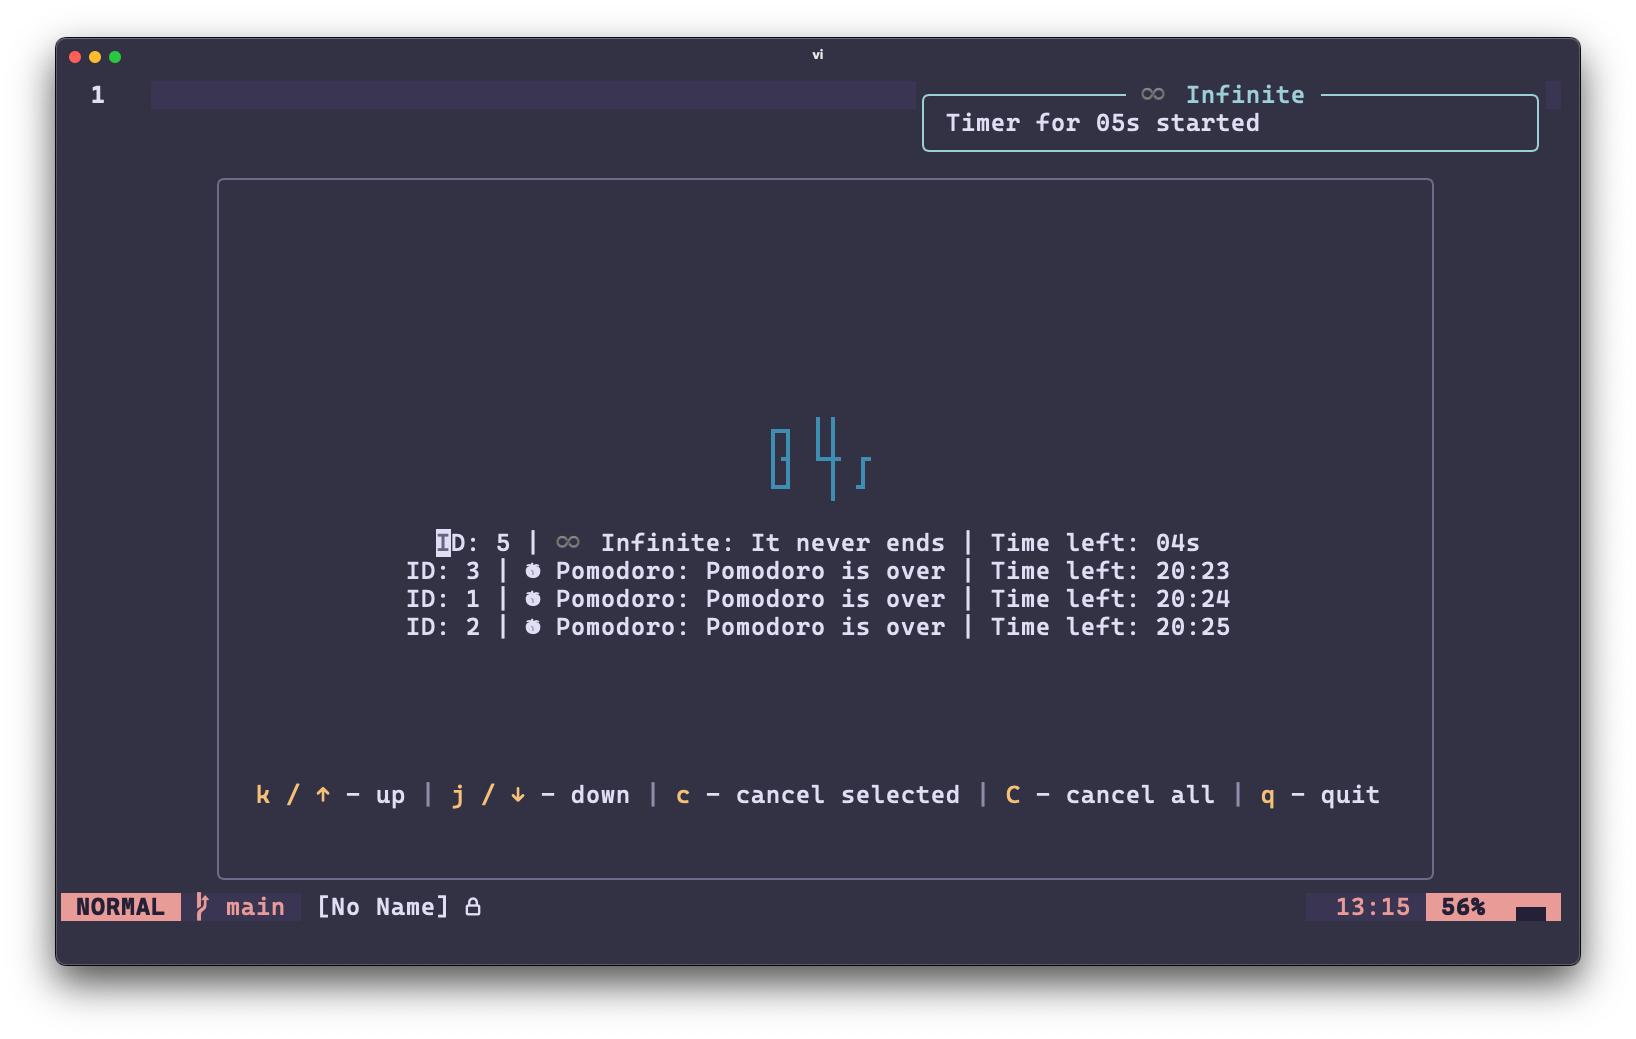 vi
1
∞ Infinite
Timer for 05s started
04s
ID: 5 | ∞ Infinite: It never ends | Time left: 04s
ID: 3 | Pomodoro: Pomodoro is over | Time left: 20:23
ID: 1 | Pomodoro: Pomodoro is over | Time left: 20:24
ID: 2 | Pomodoro: Pomodoro is over | Time left: 20:25
k / ↑ – up | j / ↓ – down | c – cancel selected | C – cancel all | q – quit
NORMAL main [No Name] 13:15 56%